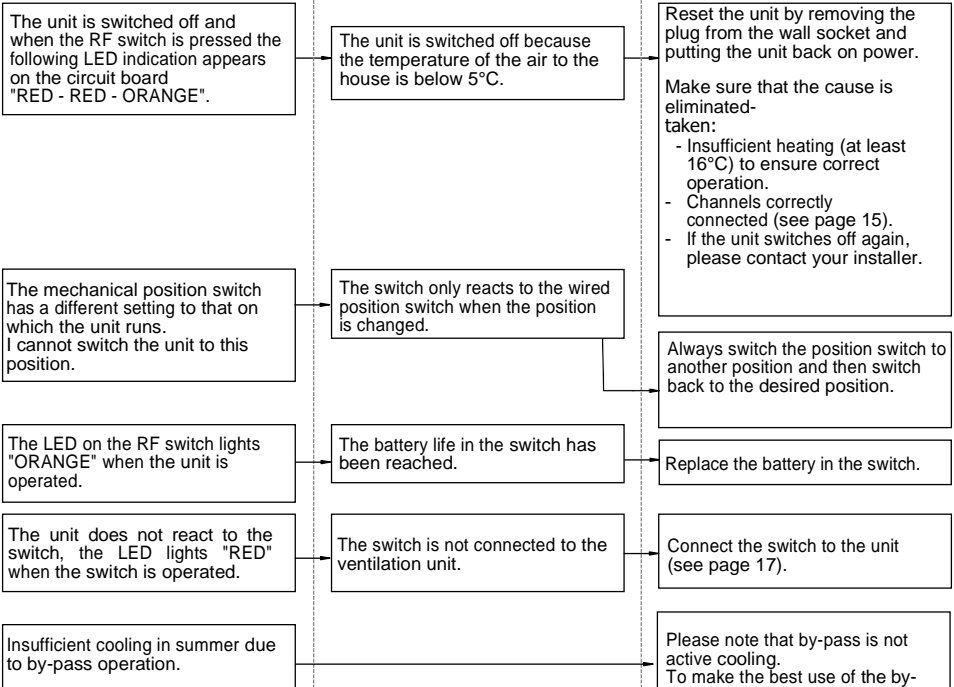 The unit is switched off and
when the RF switch is pressed the
following LED indication appears
on the circuit board
"RED - RED - ORANGE".
The unit is switched off because
the temperature of the air to the
house is below 5°C.
Reset the unit by removing the
plug from the wall socket and
putting the unit back on power.
Make sure that the cause is
eliminated-
taken:
- Insufficient heating (at least
16°C) to ensure correct
operation.
- Channels correctly
connected (see page 15).
- If the unit switches off again,
please contact your installer.
The mechanical position switch
has a different setting to that on
which the unit runs.
I cannot switch the unit to this
position.
The switch only reacts to the wired
position switch when the position
is changed.
Always switch the position switch to
another position and then switch
back to the desired position.
The LED on the RF switch lights
"ORANGE" when the unit is
operated.
The battery life in the switch has
been reached.
Replace the battery in the switch.
The unit does not react to the
switch, the LED lights "RED"
when the switch is operated.
The switch is not connected to the
ventilation unit.
Connect the switch to the unit
(see page 17).
Insufficient cooling in summer due
to by-pass operation.
Please note that by-pass is not
active cooling.
To make the best use of the by-